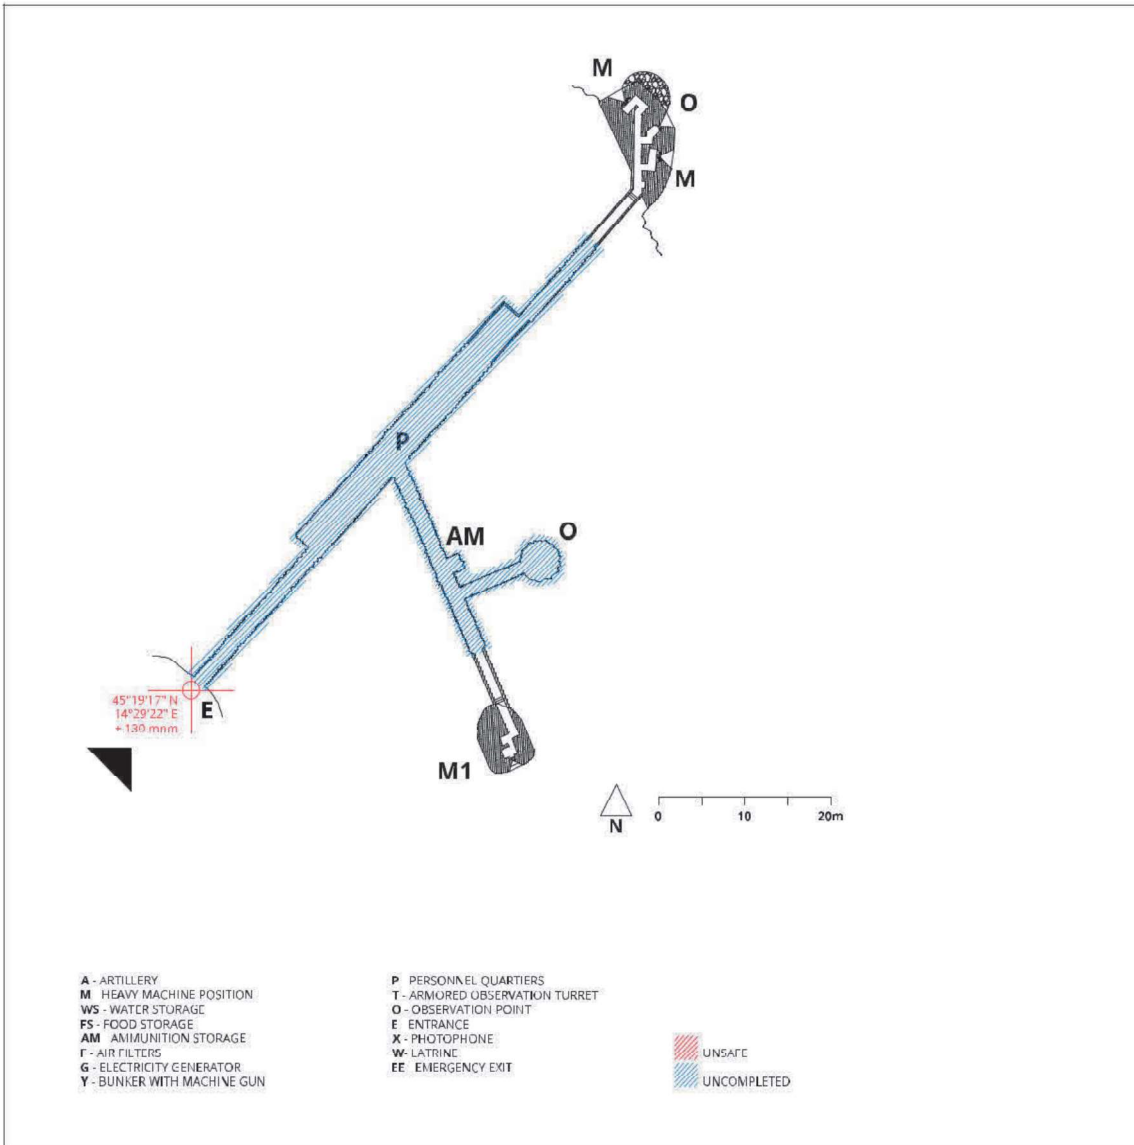 M
O
M
P
AM
O
45°19'17" N
14°29'22" E
+ 130 mnm
E
M1
N
0 10 20m
A - ARTILLERY
M HEAVY MACHINE POSITION
WS - WATER STORAGE
FS - FOOD STORAGE
AM AMMUNITION STORAGE
F - AIR FILTERS
G - ELECTRICITY GENERATOR
Y - BUNKER WITH MACHINE GUN
P PERSONNEL QUARTIERS
T - ARMORED OBSERVATION TURRET
O - OBSERVATION POINT
E ENTRANCE
X - PHOTOPHONE
W- LATRINE
EE EMERGENCY EXIT
UNSAFE
UNCOMPLETED